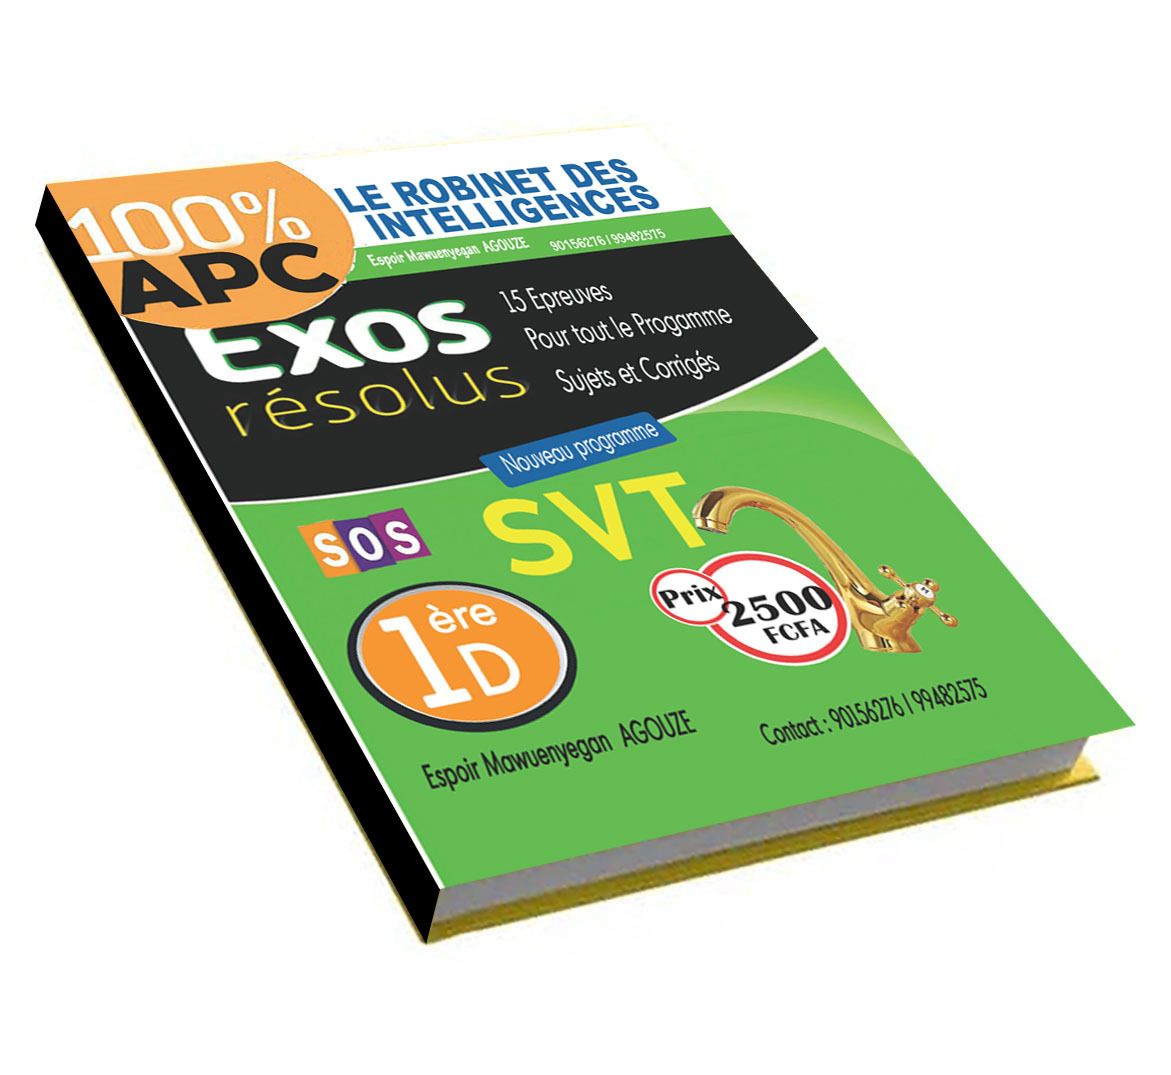 100%
APC
LE ROBINET DES
INTELLIGENCES
Espoir Mawuenyegan AGOUZE 90156276 / 99482575
Exos
résolus
15 Epreuves
Pour tout le Progamme
Sujets et Corrigés
Nouveau programme
SVT
SOS
Prix
2500
FCFA
1ère
D
Espoir Mawuenyegan AGOUZE
Contact : 90156276 / 99482575